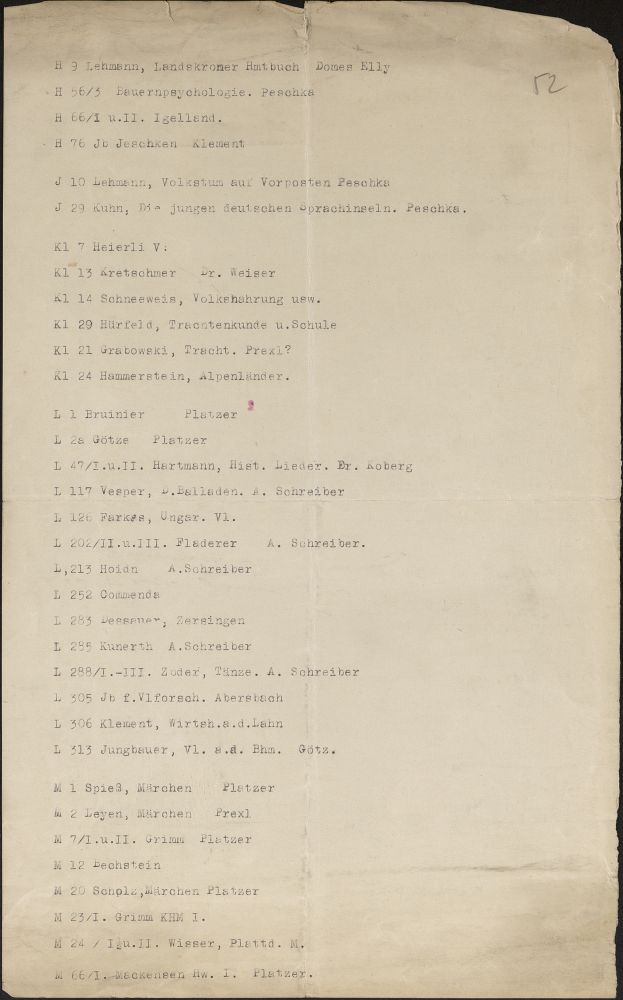 52
H 9 Lehmann, Landskroner Hmtbuch Domes Elly
H 56/3 Bauernpsychologie. Peschka
H 66/I u.II. Igelland.
H 76 Jb Jeschken Klement
J 10 Lehmann, Volkstum auf Vorposten Peschka
J 29 Kuhn, Die jungen deutschen Sprachinseln. Peschka.
Kl 7 Heierli V.
Kl 13 Kretschmer Dr. Weiser
Kl 14 Schneeweis, Volksnahrung usw.
Kl 29 Hürfeld, Trachtenkunde u.Schule
Kl 21 Grabowski, Tracht. Prexl?
Kl 24 Hammerstein, Alpenländer.
L 1 Bruinier Platzer
L 2a Götze Platzer
L 47/I.u.II. Hartmann, Hist. Lieder. Er. Koberg
L 117 Vesper, D.Balladen. A. Schreiber
L 126 Farkas, Ungar. Vl.
L 202/II.u.III. Fladerer A. Schreiber.
L,213 Hoidn A.Schreiber
L 252 Commenda
L 283 Dessauer, Zersingen
L 285 Kunerth A.Schreiber
L 288/I.-III. Zoder, Tänze. A. Schreiber
L 305 Jb f.Vlforsch. Abersbach
L 306 Klement, Wirtsh.a.d.Lahn
L 313 Jungbauer, Vl. a.d. Bhm. Götz.
M 1 Spieß, Märchen Platzer
M 2 Leyen, Märchen Prexl
M 7/I.u.II. Grimm Platzer
M 12 Bechstein
M 20 Scholz,Märchen Platzer
M 23/I. Grimm KHM I.
M 24 / I u.II. Wisser, Plattd. M.
M 66/I. Mackensen Hw. I. Platzer.